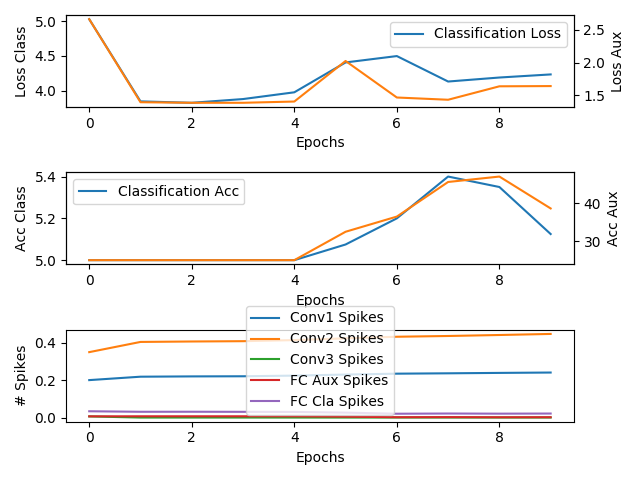 5.0
4.5
4.0
Loss Class
Classification Loss
2.5
2.0
1.5
Loss Aux
0 2 4 6 8
Epochs
5.4
5.2
5.0
Acc Class
Classification Acc
40
30
Acc Aux
0 2 4 6 8
Epochs
0.4
0.2
0.0
# Spikes
Conv1 Spikes
Conv2 Spikes
Conv3 Spikes
FC Aux Spikes
FC Cla Spikes
0 2 4 6 8
Epochs